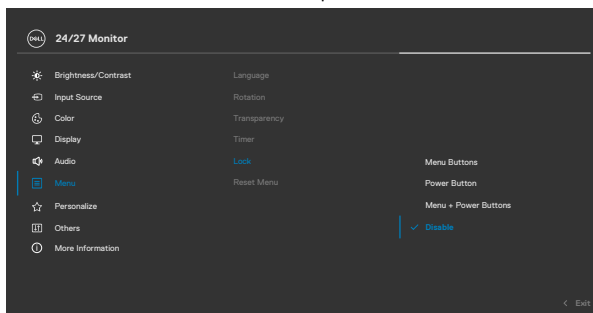 DELL 24/27 Monitor
Brightness/Contrast Language
Input Source Rotation
Color Transparency
Display Timer
Audio Lock Menu Buttons
Menu Reset Menu Power Button
Personalize Menu + Power Buttons
Others Disable
More Information
Exit